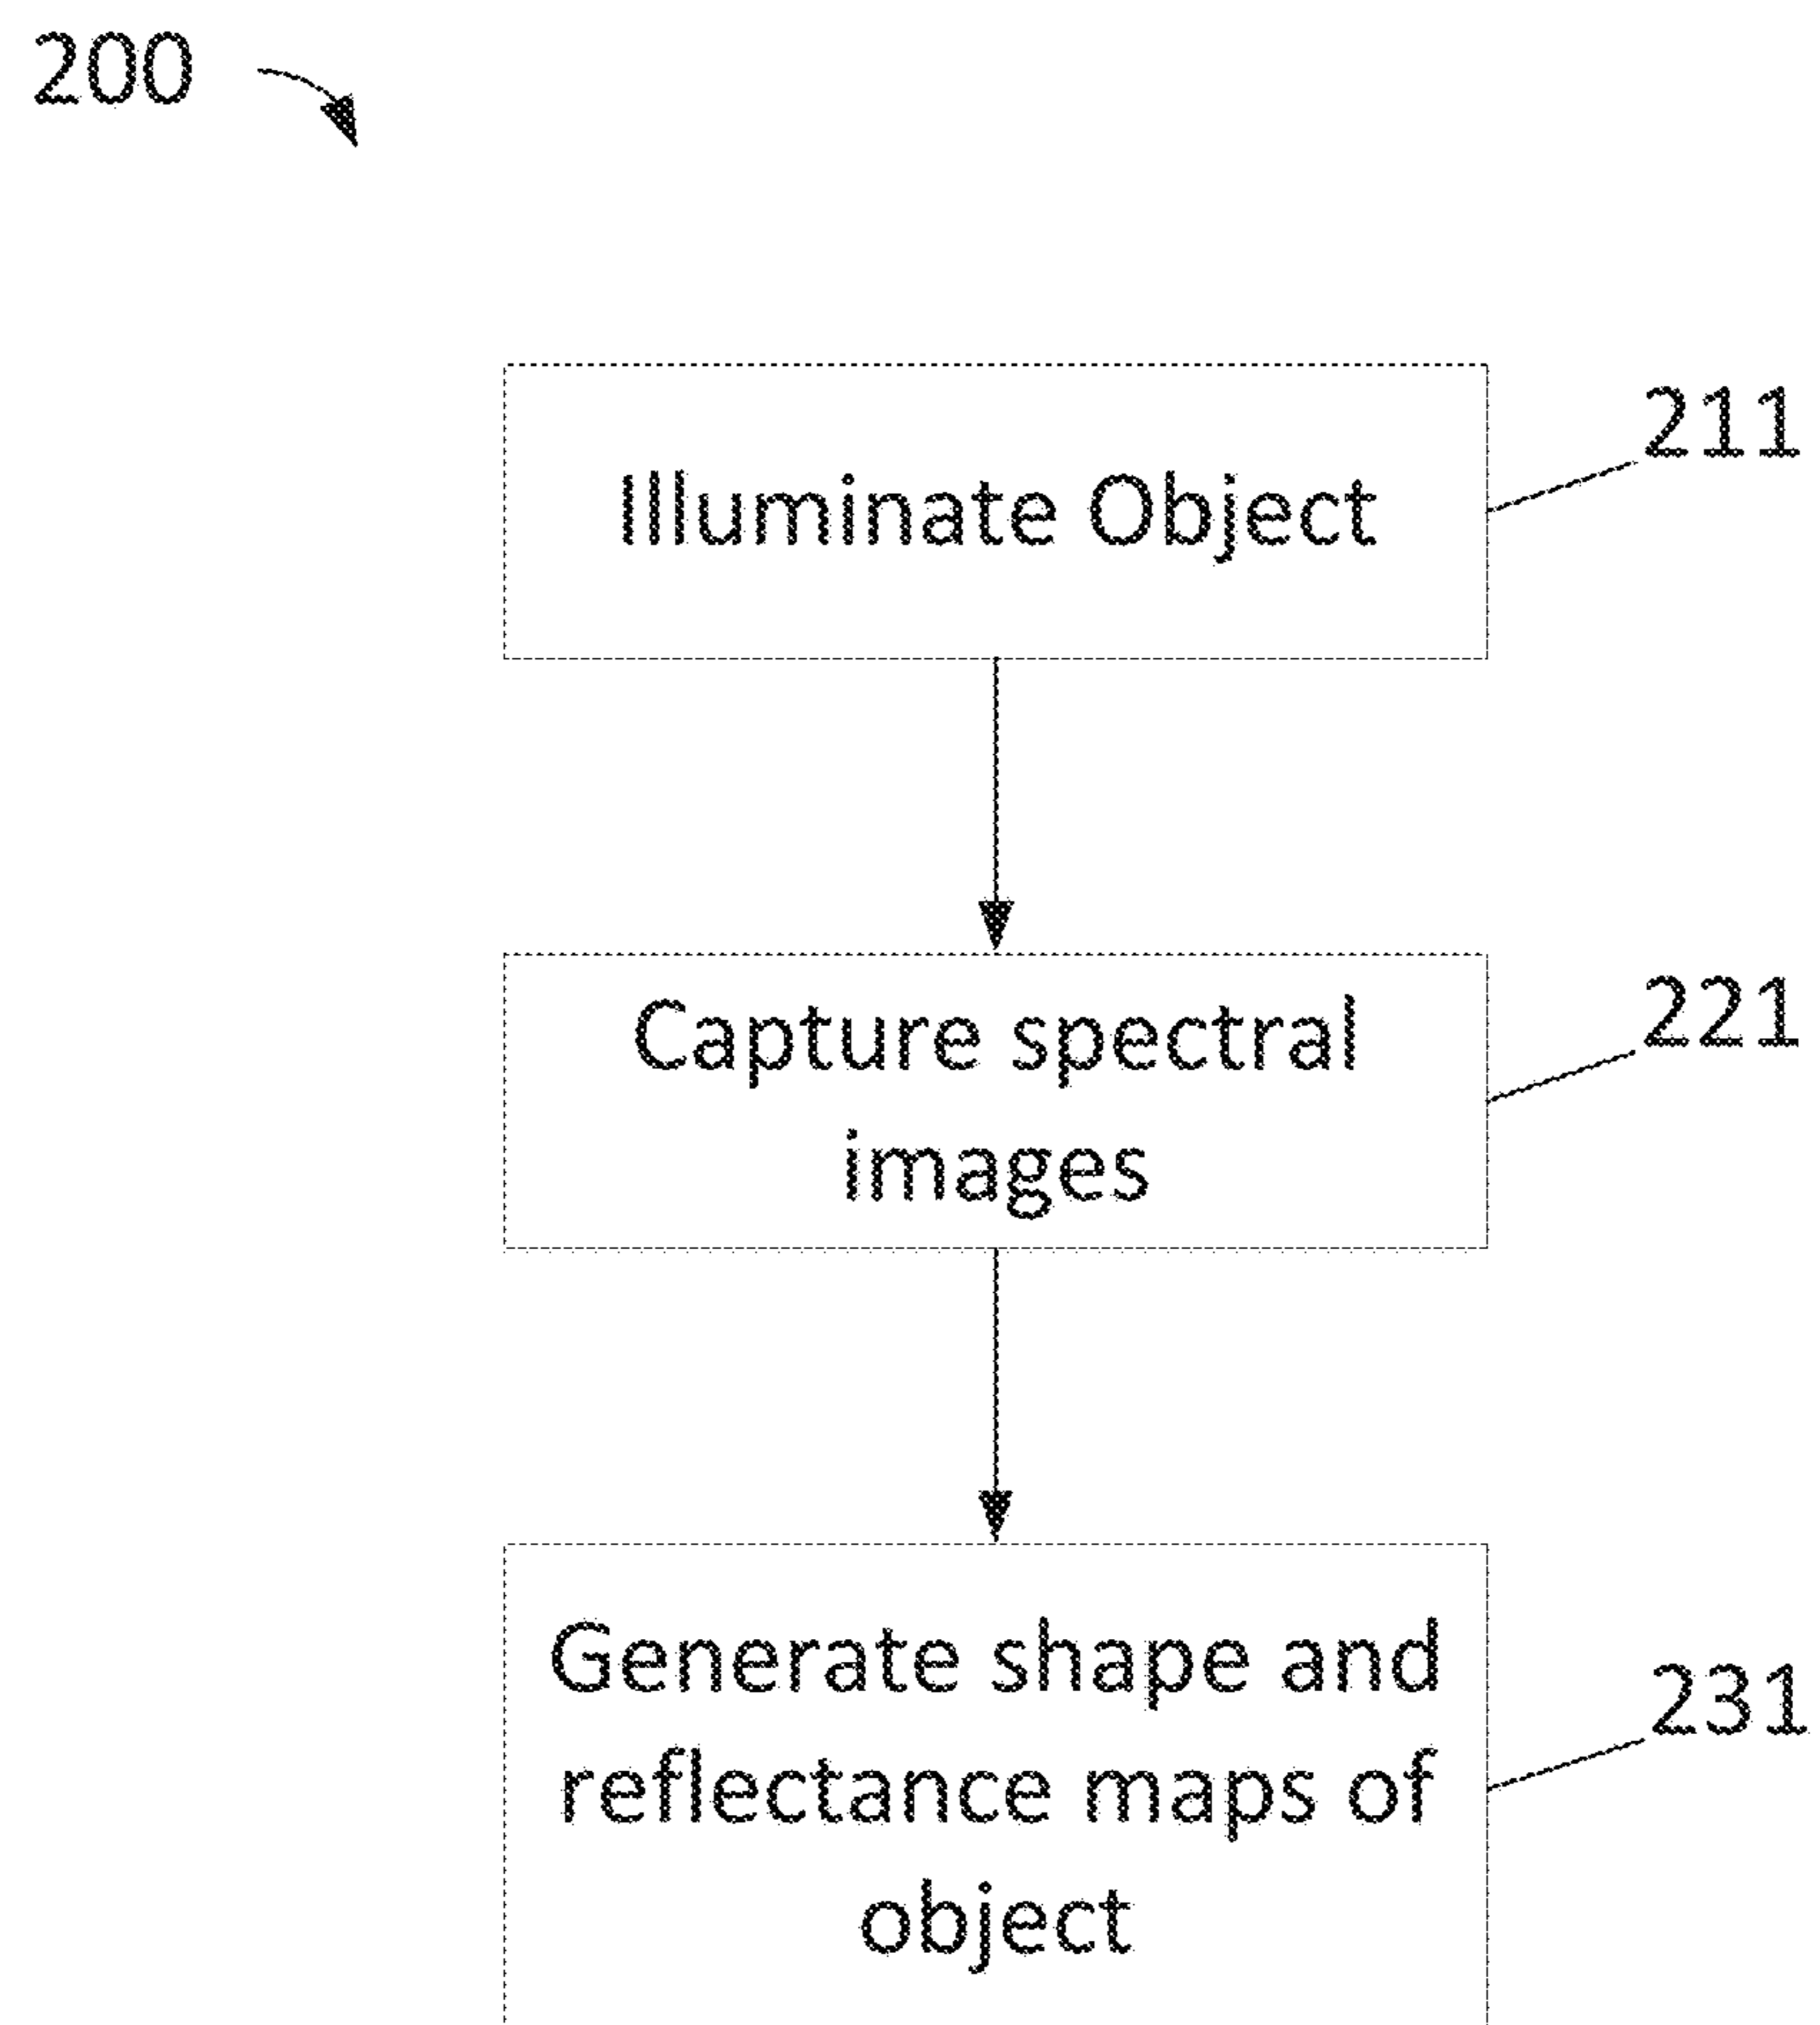 200
Illuminate Object
211
Capture spectral
images
221
Generate shape and
reflectance maps of
object
231